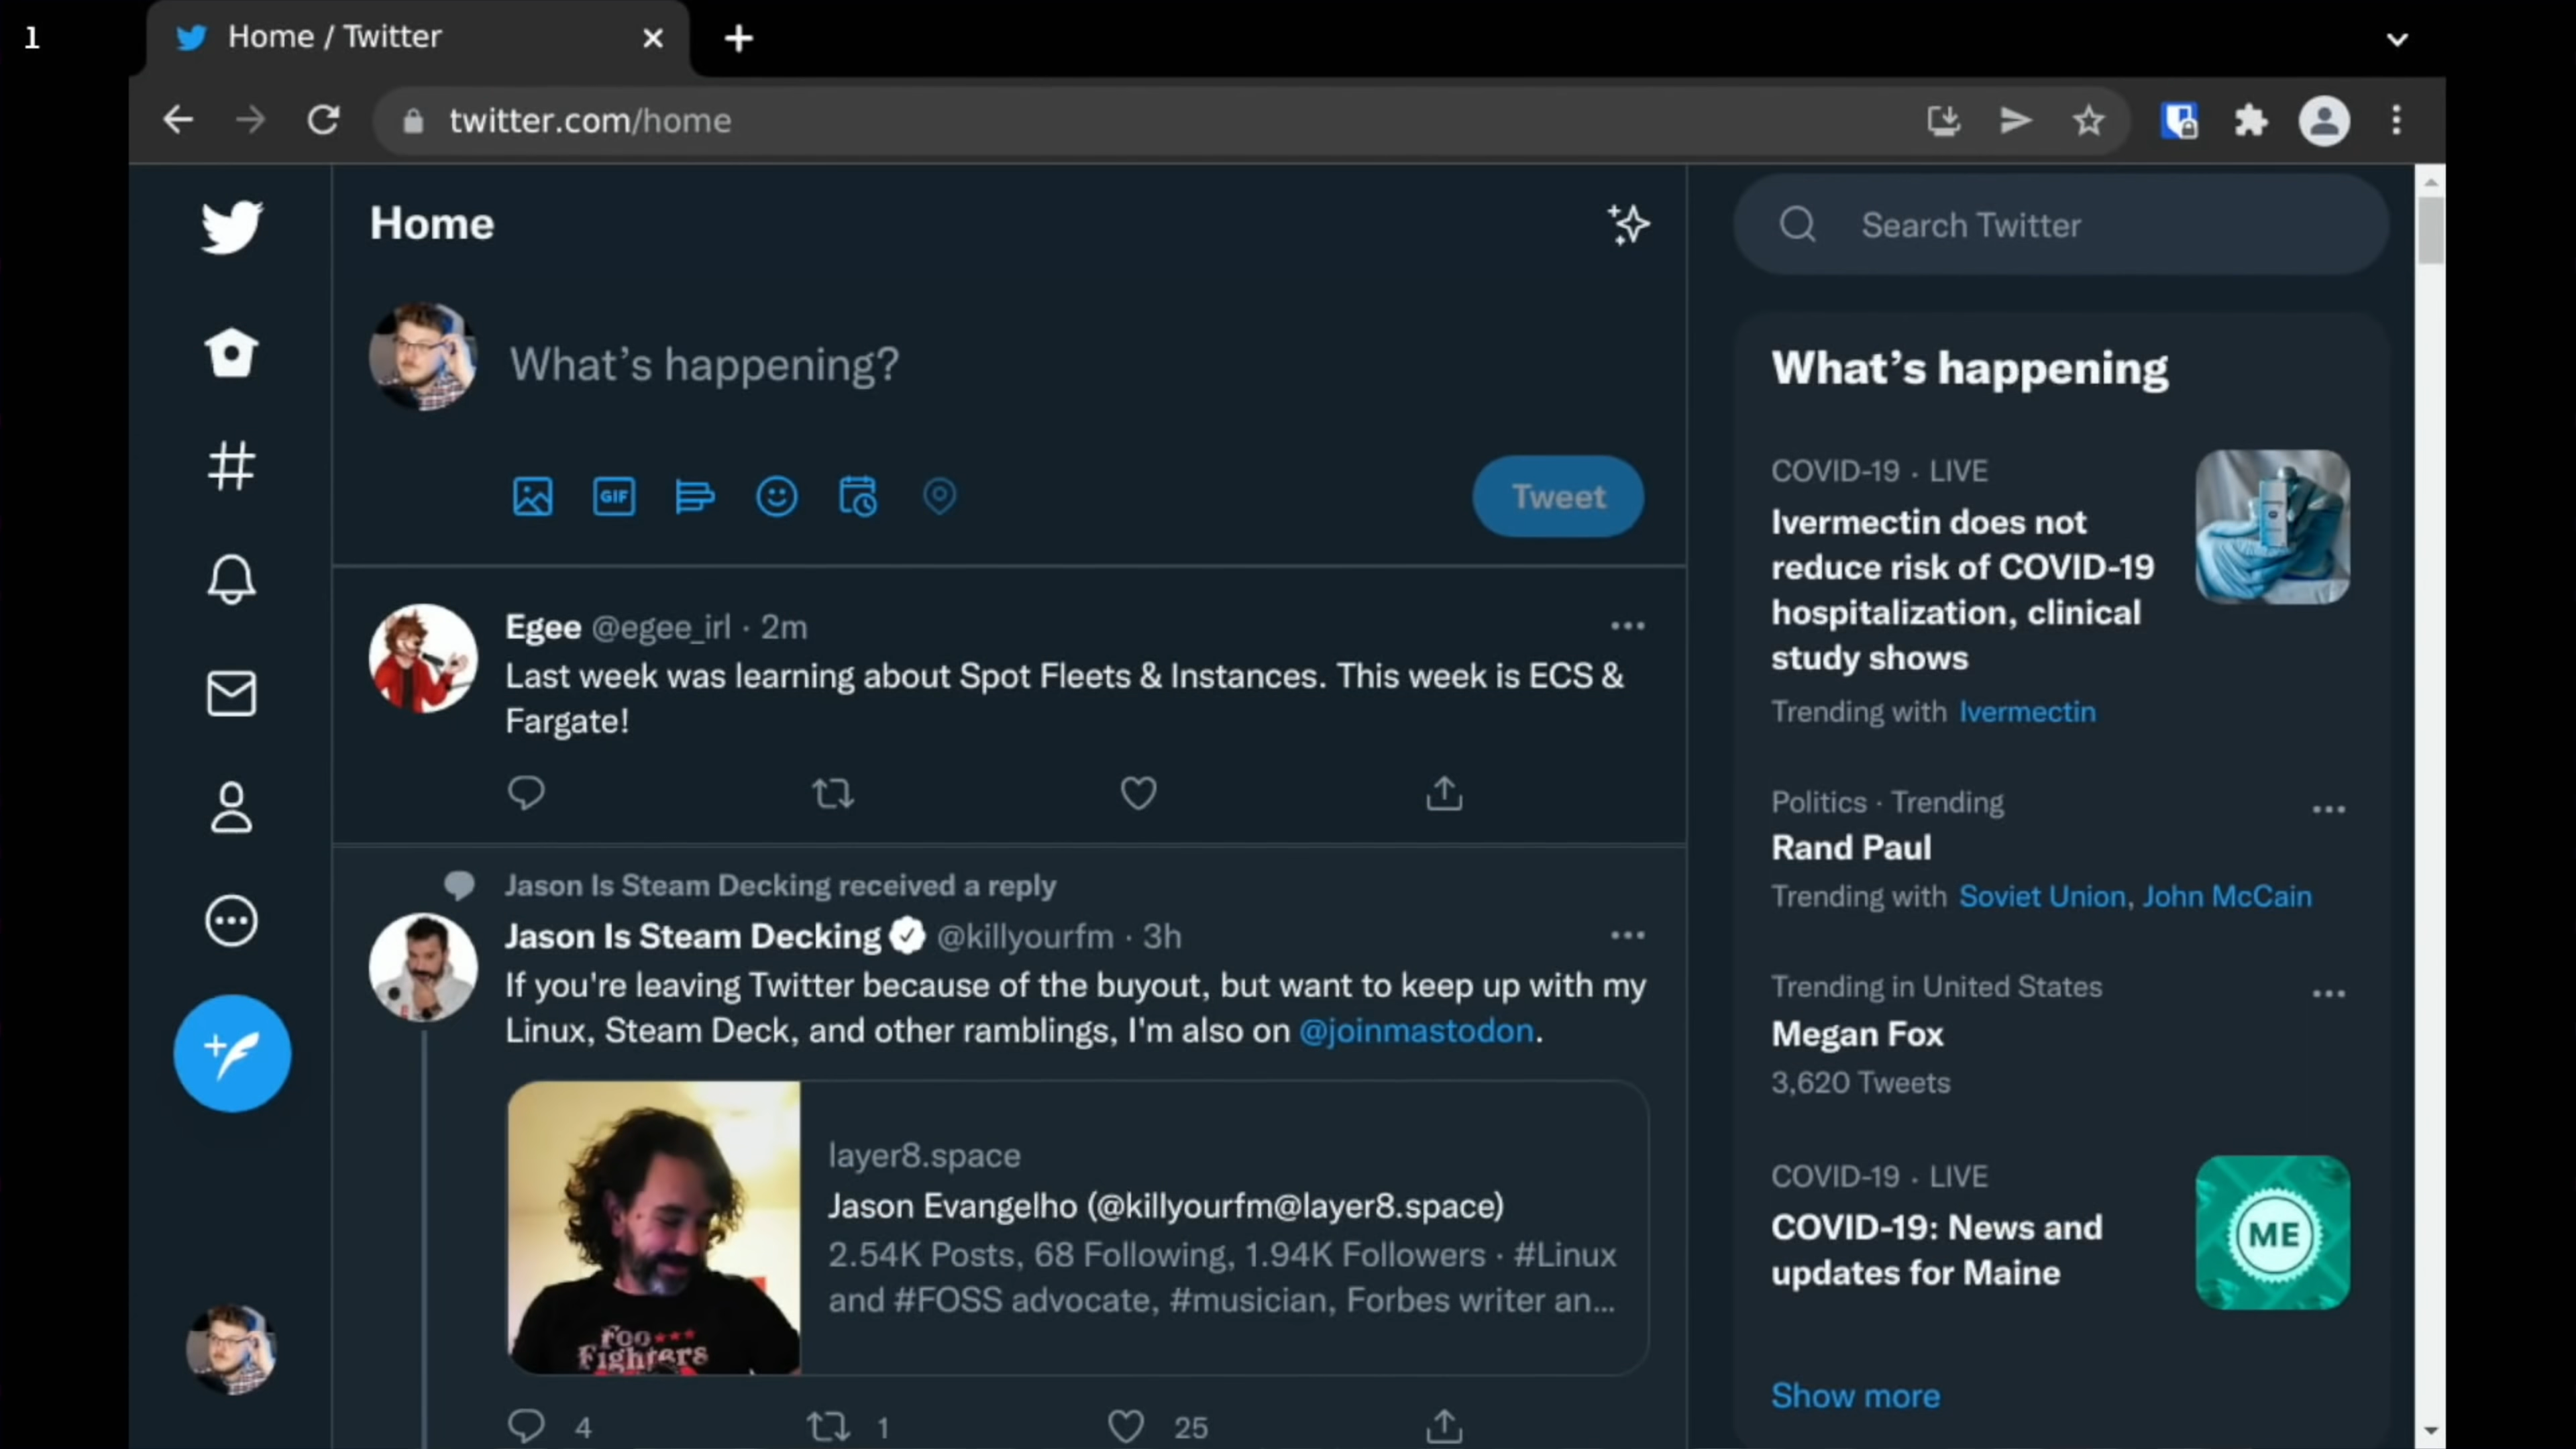 1
Home / Twitter
twitter.com/home
Home
Search Twitter
What's happening?
GIF
Tweet
Egee @egee_irl · 2m
Last week was learning about Spot Fleets & Instances. This week is ECS &
Fargate!
Jason Is Steam Decking received a reply
Jason Is Steam Decking @killyourfm · 3h
If you're leaving Twitter because of the buyout, but want to keep up with my
Linux, Steam Deck, and other ramblings, I'm also on @joinmastodon.
Foo
Fighters
layer8.space
Jason Evangelho (@killyourfm@layer8.space)
2.54K Posts, 68 Following, 1.94K Followers · #Linux
and #FOSS advocate, #musician, Forbes writer an...
4 1 25
What's happening
COVID-19 · LIVE
Ivermectin does not
reduce risk of COVID-19
hospitalization, clinical
study shows
Trending with Ivermectin
Politics · Trending
Rand Paul
Trending with Soviet Union, John McCain
Trending in United States
Megan Fox
3,620 Tweets
COVID-19 · LIVE
COVID-19: News and
updates for Maine
ME
Show more